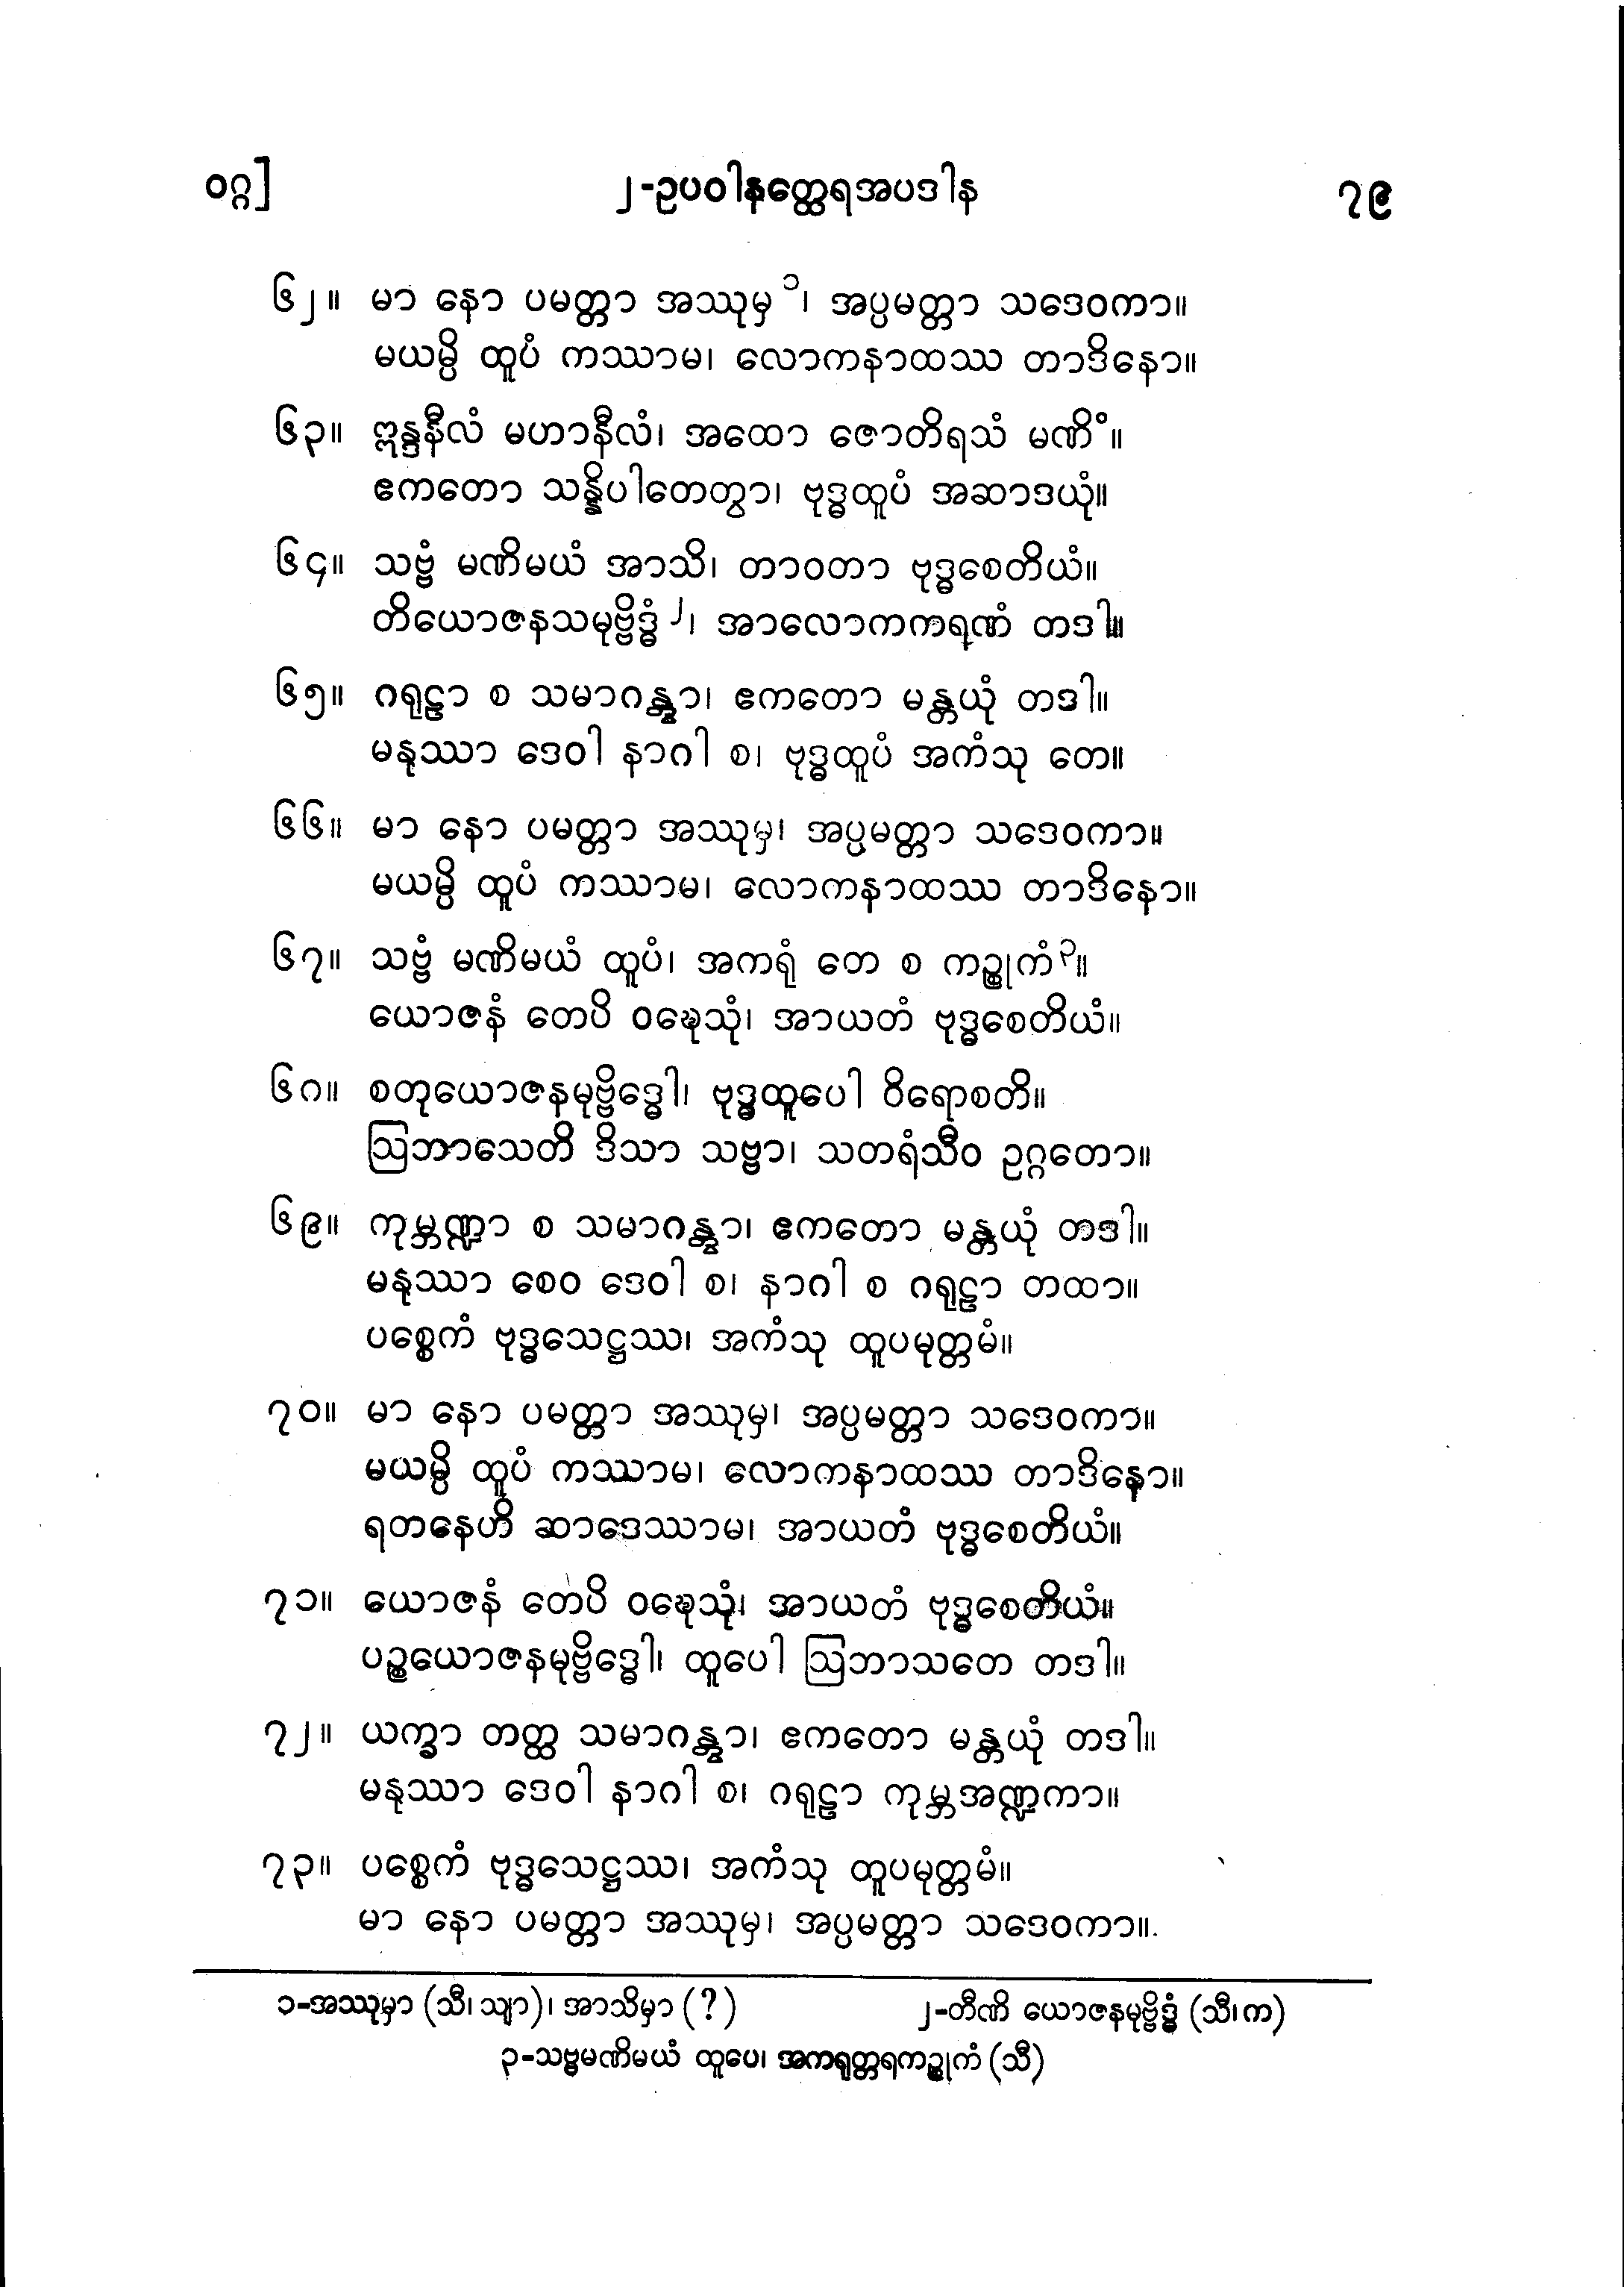 ဝဂ္ဂ] ၂-ဥပဝါနတ္ထေရအပဒါန ၇၉
၆၂။ မာ နော ပမတ္တာ အဿုမှ ၁၊ အပ္ပမတ္တာ သဒေဝကာ။
မယမ္ပိ ထူပံ ကဿာမ၊ လောကနာထဿ တာဒိနော။
၆၃။ ဣန္ဒနီလံ မဟာနီလံ၊ အထော ဇောတိရသံ မဏိံ။
ဧကတော သန္နိပါတေတွာ၊ ဗုဒ္ဓထူပံ အဆာဒယုံ။
၆၄။ သဗ္ဗံ မဏိမယံ အာသိ၊ တာဝတာ ဗုဒ္ဓစေတိယံ။
တိယောဇနသမုဗ္ဗိဒ္ဓံ ၂၊ အာလောကကရဏံ တဒါ။
၆၅။ ဂရုဠာ စ သမာဂန္တွာ၊ ဧကတော မန္တယုံ တဒါ။
မနုဿာ ဒေဝါ နာဂါ စ၊ ဗုဒ္ဓထူပံ အကံသု တေ။
၆၆။ မာ နော ပမတ္တာ အဿုမှ၊ အပ္ပမတ္တာ သဒေဝကာ။
မယမ္ပိ ထူပံ ကဿာမ၊ လောကနာထဿ တာဒိနော။
၆၇။ သဗ္ဗံ မဏိမယံ ထူပံ၊ အကရုံ တေ စ ကဉ္စုကံ ၃။
ယောဇနံ တေပိ ဝဍ္ဎေသုံ၊ အာယတံ ဗုဒ္ဓစေတိယံ။
၆၈။ စတုယောဇနမုဗ္ဗိဒ္ဓေါ၊ ဗုဒ္ဓထူပေါ ဝိရောစတိ။
ဩဘာသေတိ ဒိသာ သဗ္ဗာ၊ သတရံသီဝ ဥဂ္ဂတော။
၆၉။ ကုမ္ဘဏ္ဍာ စ သမာဂန္တွာ၊ ဧကတော မန္တယုံ တဒါ။
မနုဿာ စေဝ ဒေဝါ စ၊ နာဂါ စ ဂရုဠာ တထာ။
ပစ္စေကံ ဗုဒ္ဓသေဋ္ဌဿ၊ အကံသု ထူပမုတ္တမံ။
၇၀။ မာ နော ပမတ္တာ အဿုမှ၊ အပ္ပမတ္တာ သဒေဝကာ။
မယမ္ပိ ထူပံ ကဿာမ၊ လောကနာထဿ တာဒိနော။
ရတနေဟိ ဆာဒေဿာမ၊ အာယတံ ဗုဒ္ဓစေတိယံ။
၇၁။ ယောဇနံ တေပိ ဝဍ္ဎေသုံ၊ အာယတံ ဗုဒ္ဓစေတိယံ။
ပဉ္စယောဇနမုဗ္ဗိဒ္ဓေါ၊ ထူပေါ ဩဘာသတေ တဒါ။
၇၂။ ယက္ခာ တတ္ထ သမာဂန္တွာ၊ ဧကတော မန္တယုံ တဒါ။
မနုဿာ ဒေဝါ နာဂါ စ၊ ဂရုဠာ ကုမ္ဘအဏ္ဍကာ။
၇၃။ ပစ္စေကံ ဗုဒ္ဓသေဋ္ဌဿ၊ အကံသု ထူပမုတ္တမံ။
မာ နော ပမတ္တာ အဿုမှ၊ အပ္ပမတ္တာ သဒေဝကာ။
၁-အဿုမှာ (သီ၊ သျာ)၊ အာသိမှာ (?) ၂-တီဏိ ယောဇနမုဗ္ဗိဒ္ဓံ (သီ၊ က)
၃-သဗ္ဗမဏိမယံ ထူပေ၊ အကရုတ္တရကဉ္စုကံ (သီ)